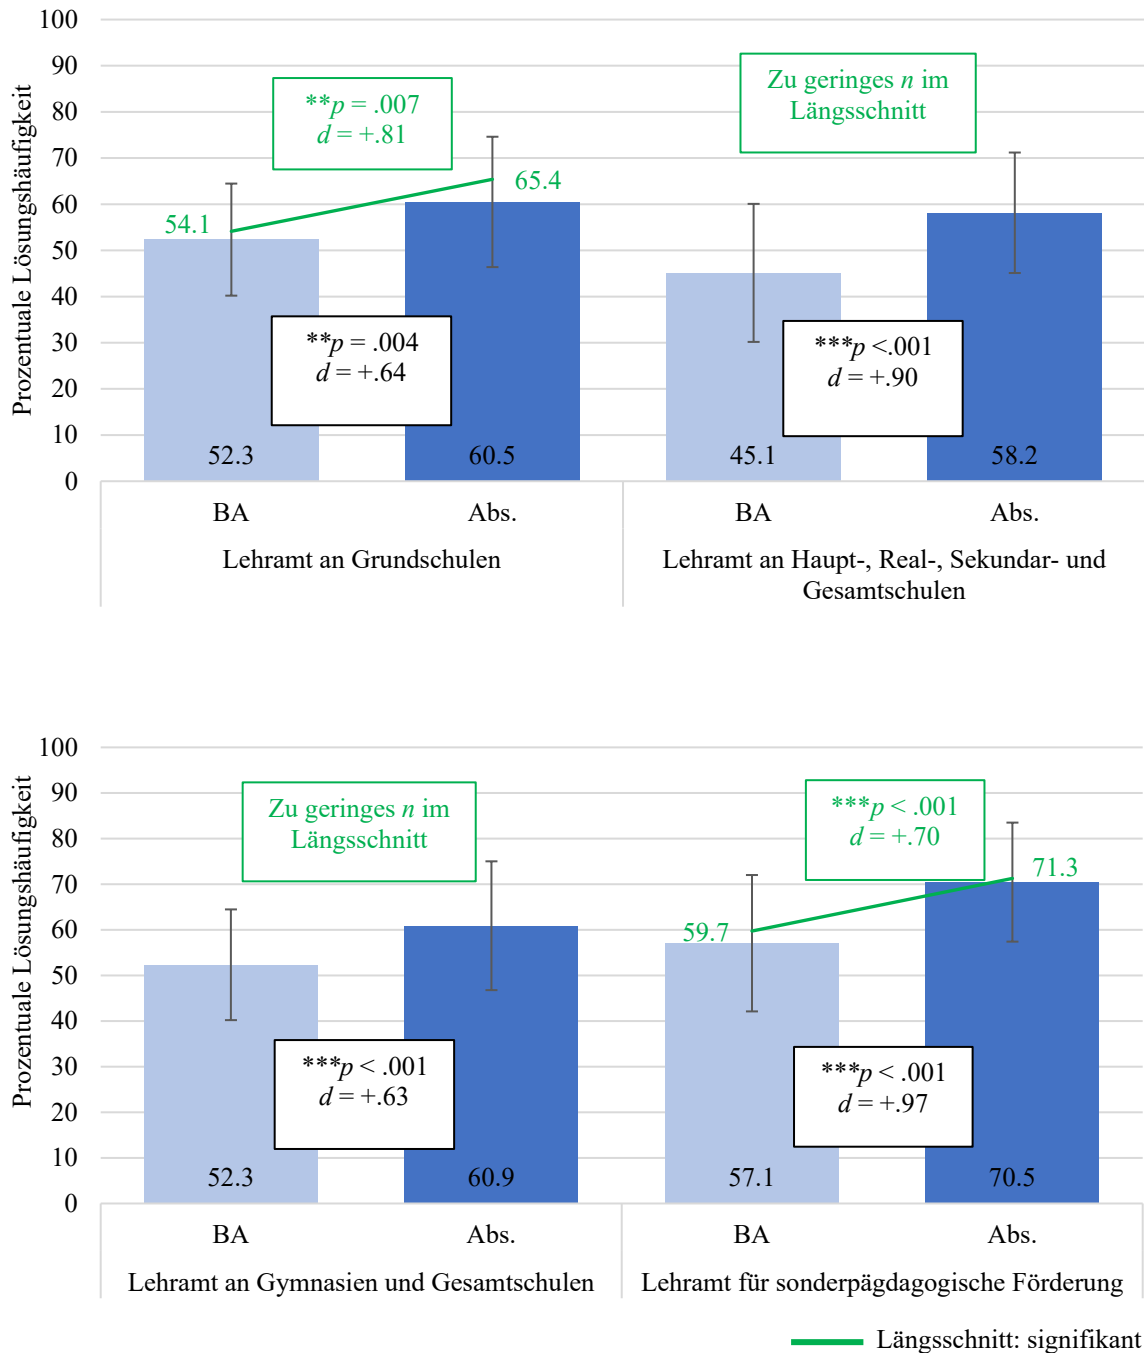 Prozentuale Lösungshäufigkeit
100
90
80
70
60
50
40
30
20
10
0
**p = .007
d = +.81
54.1
65.4
**p = .004
d = +.64
52.3
60.5
Zu geringes n im
Längsschnitt
***p <.001
d = +.90
45.1
58.2
BA
Abs.
BA
Abs.
Lehramt an Grundschulen
Lehramt an Haupt-, Real-, Sekundar- und
Gesamtschulen
Prozentuale Lösungshäufigkeit
100
90
80
70
60
50
40
30
20
10
0
Zu geringes n im
Längsschnitt
***p < .001
d = +.63
52.3
60.9
***p < .001
d = +.70
59.7
71.3
***p < .001
d = +.97
57.1
70.5
BA
Abs.
BA
Abs.
Lehramt an Gymnasien und Gesamtschulen
Lehramt für sonderpägdagogische Förderung
Längsschnitt: signifikant